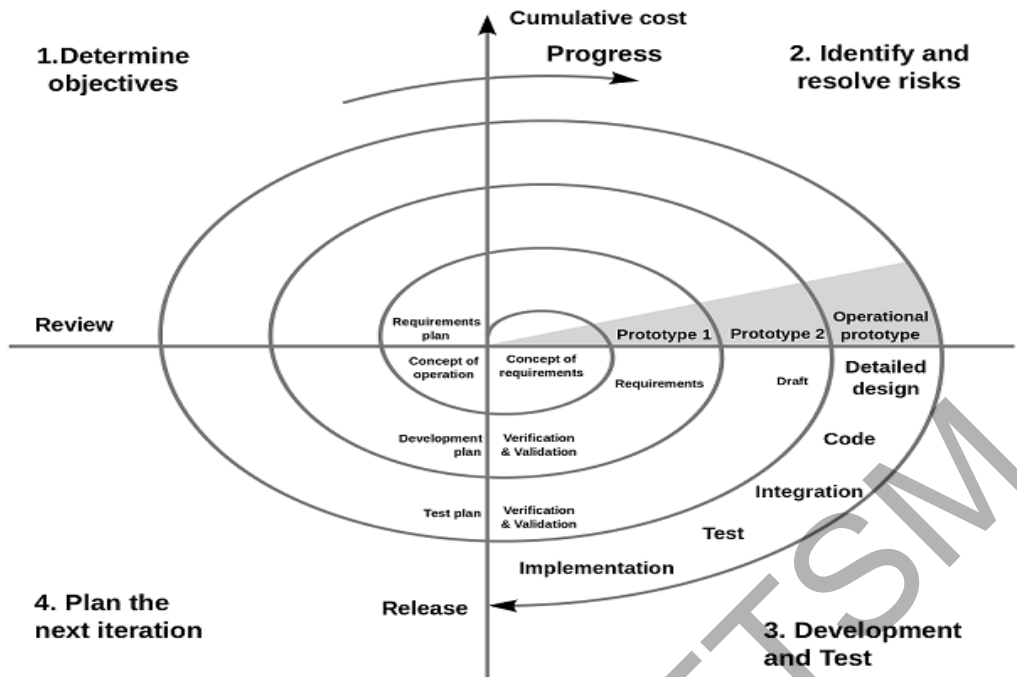 Cumulative cost
Progress
1.Determine
objectives
2. Identify and
resolve risks
Review
Requirements
plan
Prototype 1
Prototype 2
Operational
prototype
Concept of
operation
Concept of
requirements
Requirements
Draft
Detailed
design
Development
plan
Verification
& Validation
Code
Test plan
Verification
& Validation
Integration
Test
Implementation
Release
4. Plan the
next iteration
3. Development
and Test